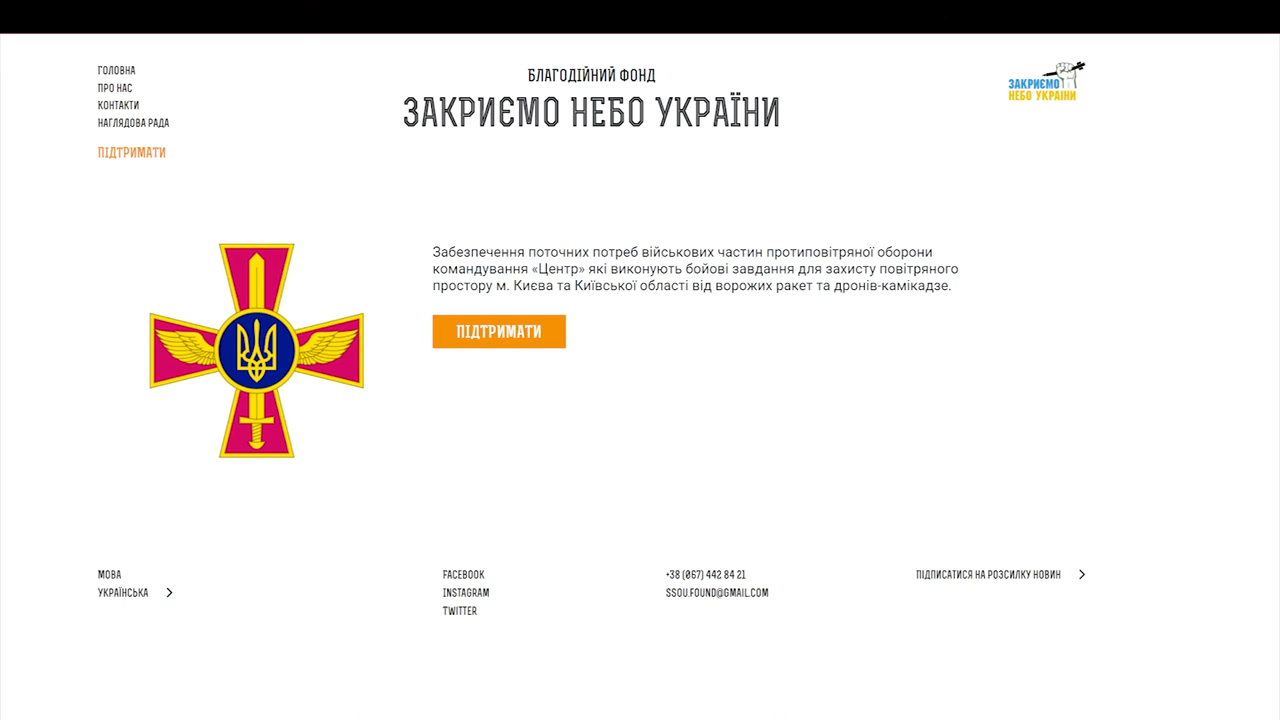 ГОЛОВНА
ПРО НАС
КОНТАКТИ
НАГЛЯДОВА РАДА
ПІДТРИМАТИ
БЛАГОДІЙНИЙ ФОНД
ЗАКРИЄМО НЕБО УКРАЇНИ
ЗАКРИЄМО
НЕБО УКРАЇНИ
Забезпечення поточних потреб військових частин протиповітряної оборони
командування «Центр» які виконують бойові завдання для захисту повітряного
простору м. Києва та Київської області від ворожих ракет та дронів-камікадзе.
ПІДТРИМАТИ
МОВА
УКРАЇНСЬКА
FACEBOOK
INSTAGRAM
TWITTER
+38 (067) 442 84 21
SSOU.FOUND@GMAIL.COM
ПІДПИСАТИСЯ НА РОЗСИЛКУ НОВИН